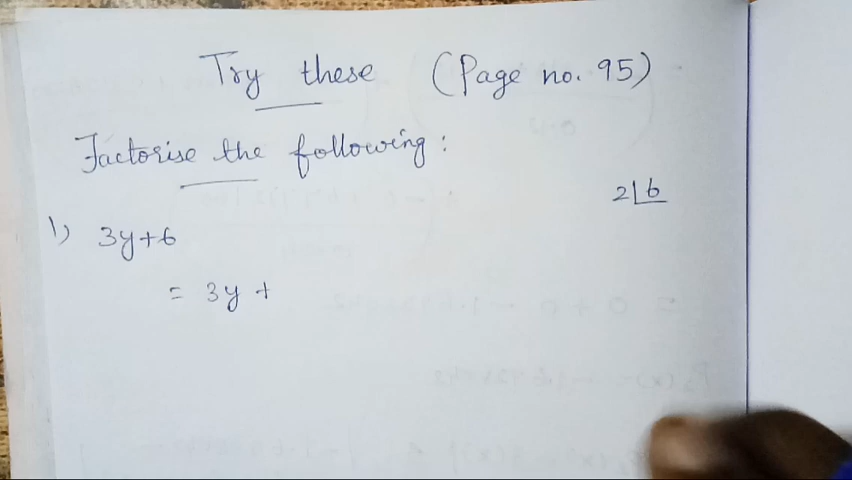 Try these (Page no. 95)
Factorise the following:
2|6
1) 3y+6
= 3y +